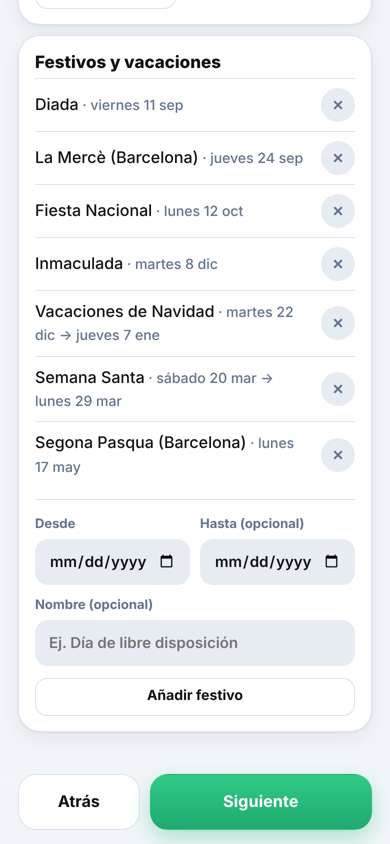 Festivos y vacaciones
Diada · viernes 11 sep
×
La Mercè (Barcelona) · jueves 24 sep
×
Fiesta Nacional · lunes 12 oct
×
Inmaculada · martes 8 dic
×
Vacaciones de Navidad · martes 22
dic → jueves 7 ene
×
Semana Santa · sábado 20 mar →
lunes 29 mar
×
Segona Pasqua (Barcelona) · lunes
17 may
×
Desde
Hasta (opcional)
mm/dd/yyyy
mm/dd/yyyy
Nombre (opcional)
Ej. Día de libre disposición
Añadir festivo
Atrás
Siguiente